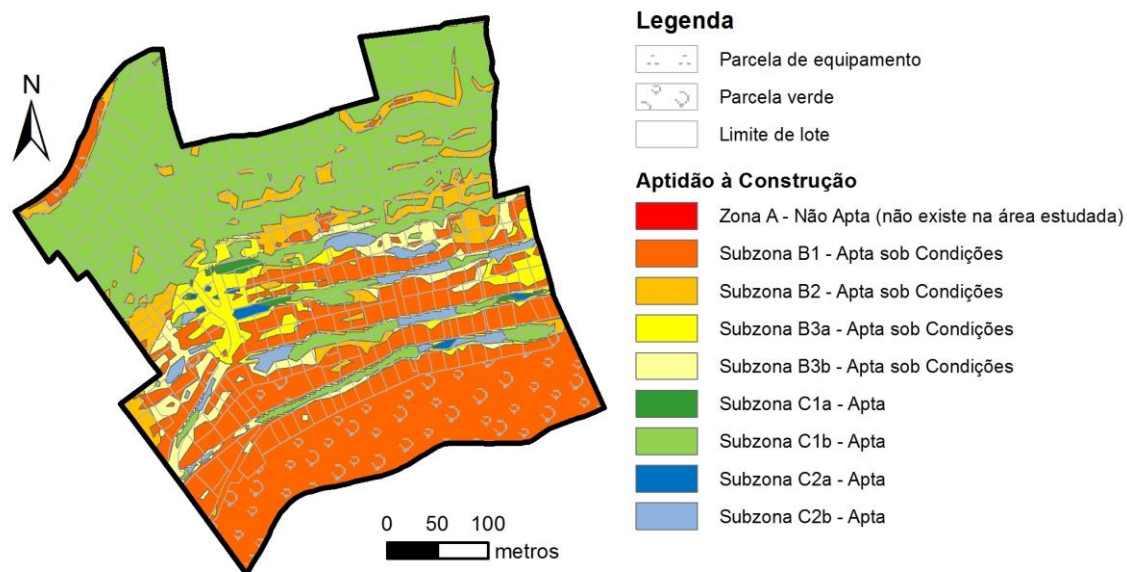 N
0 50 100
metros
Legenda
Parcela de equipamento
Parcela verde
Limite de lote
Aptidão à Construção
Zona A - Não Apta (não existe na área estudada)
Subzona B1 - Apta sob Condições
Subzona B2 - Apta sob Condições
Subzona B3a - Apta sob Condições
Subzona B3b - Apta sob Condições
Subzona C1a - Apta
Subzona C1b - Apta
Subzona C2a - Apta
Subzona C2b - Apta